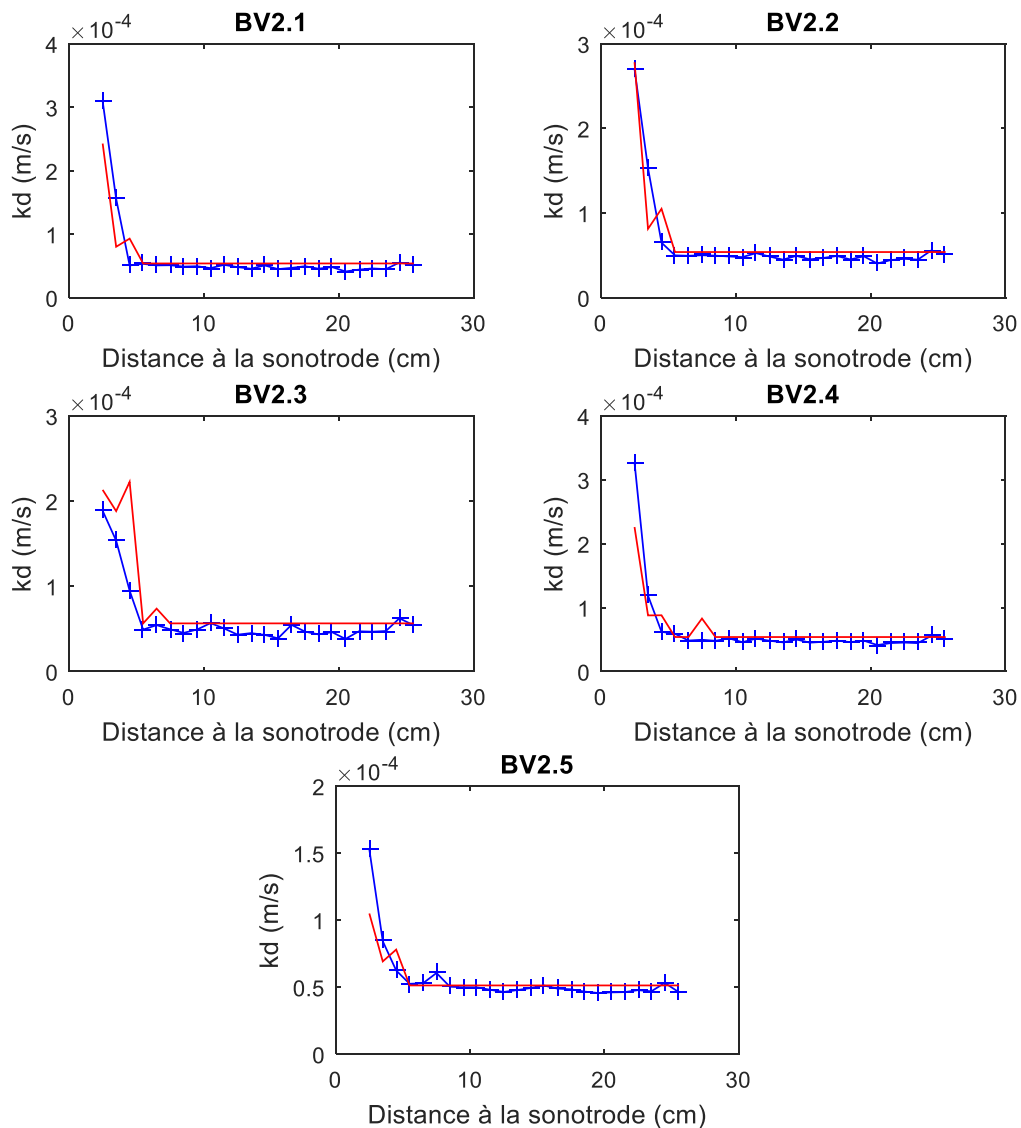 ×10⁻⁴
BV2.1
4
3
2
1
0
kd (m/s)
0 10 20 30
Distance à la sonotrode (cm)
×10⁻⁴
BV2.2
3
2
1
0
kd (m/s)
0 10 20 30
Distance à la sonotrode (cm)
×10⁻⁴
BV2.3
3
2
1
0
kd (m/s)
0 10 20 30
Distance à la sonotrode (cm)
×10⁻⁴
BV2.4
4
3
2
1
0
kd (m/s)
0 10 20 30
Distance à la sonotrode (cm)
×10⁻⁴
BV2.5
2
1.5
1
0.5
0
kd (m/s)
0 10 20 30
Distance à la sonotrode (cm)